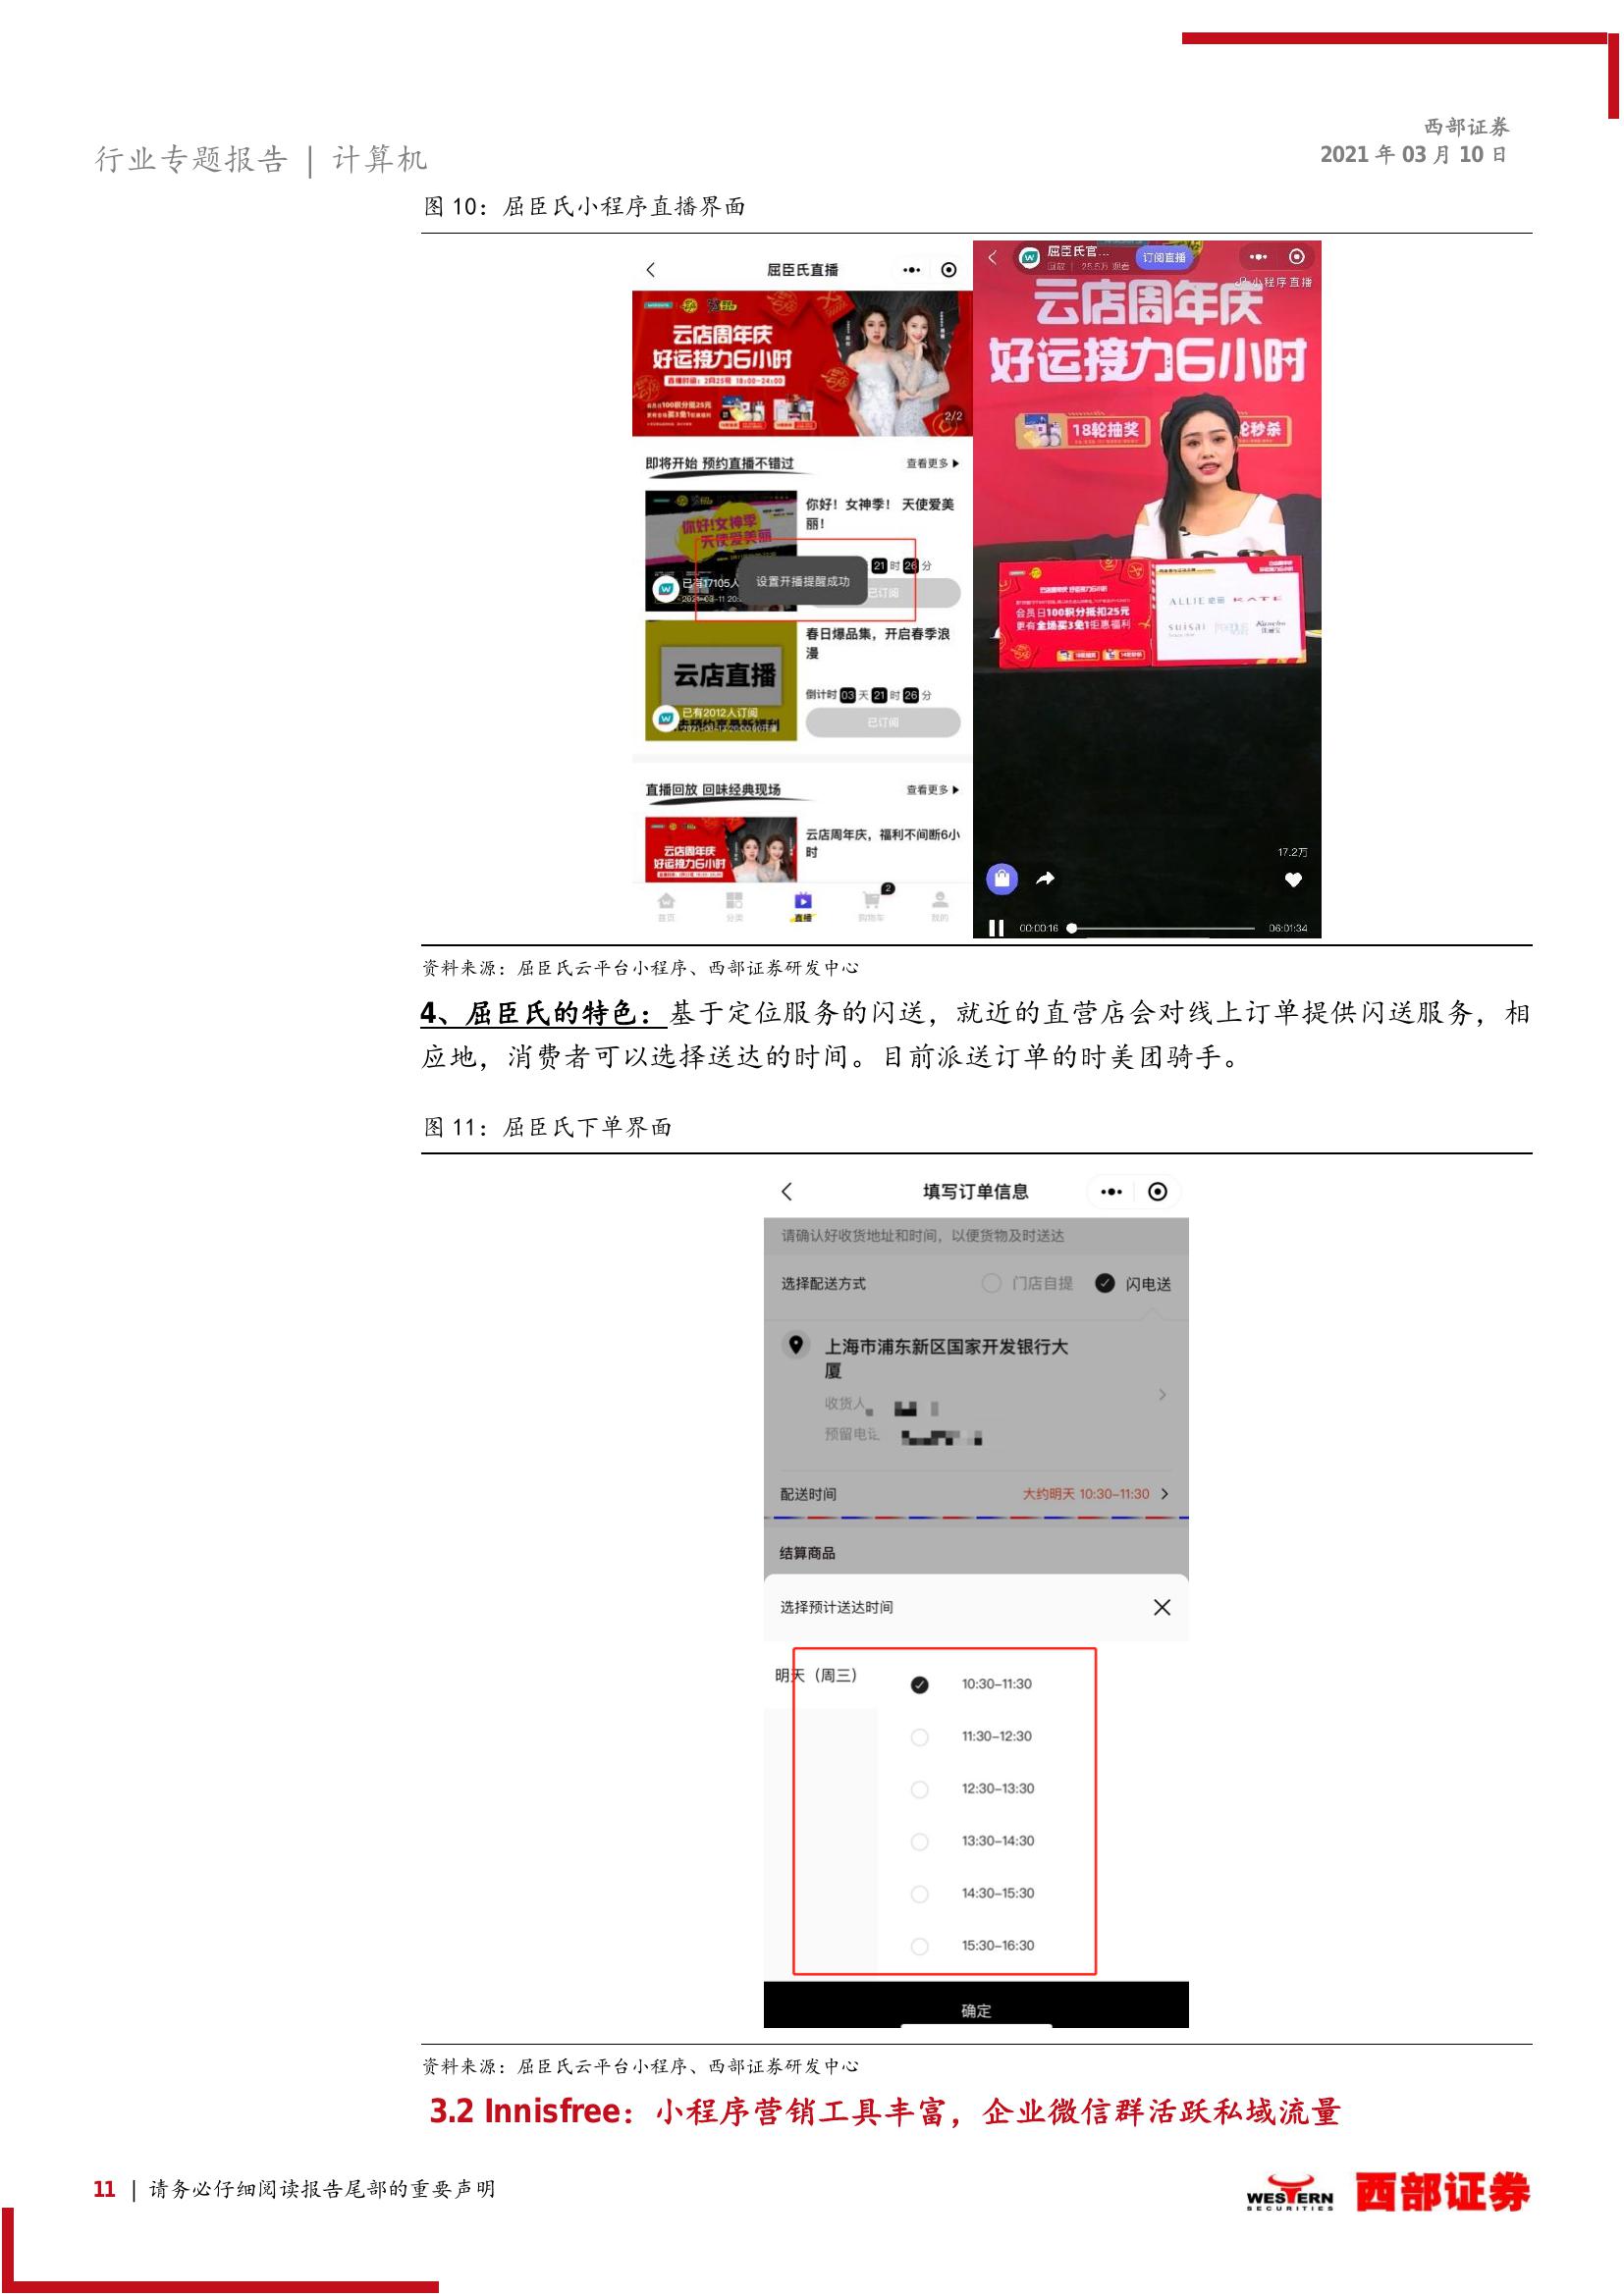 西部证券
2021 年 03 月 10 日
行业专题报告 | 计算机
图 10：屈臣氏小程序直播界面
屈臣氏直播
云店周年庆
好运接力6小时
直播时间：2月25号 18:00-24:00
2/2
即将开始 预约直播不错过
查看更多
你好！女神季
天使爱美丽
你好！女神季！ 天使爱美
丽！
21 时 26 分
已有17105人
设置开播提醒成功
已订阅
云店直播
已有2012人订阅
春日爆品集，开启春季浪
漫
倒计时 03 天 21 时 26 分
已订阅
直播回放 回味经典现场
查看更多
云店周年庆
好运接力6小时
云店周年庆，福利不间断6小
时
首页
分类
直播
购物车
2
我的
屈臣氏官...
回放 | 25.5万 观看
订阅直播
小程序直播
云店周年庆
好运接力6小时
18轮抽奖
轮秒杀
会员日100积分抵扣25元
更有全场买3免1钜惠福利
ALLIE
KATE
suisai
17.2万
00:00:16
06:01:34
资料来源：屈臣氏云平台小程序、西部证券研发中心
4、屈臣氏的特色：基于定位服务的闪送，就近的直营店会对线上订单提供闪送服务，相
应地，消费者可以选择送达的时间。目前派送订单的时美团骑手。
图 11：屈臣氏下单界面
填写订单信息
请确认好收货地址和时间，以便货物及时送达
选择配送方式
门店自提
闪电送
上海市浦东新区国家开发银行大
厦
收货人
预留电话
配送时间
大约明天 10:30-11:30
结算商品
选择预计送达时间
明天（周三）
10:30-11:30
11:30-12:30
12:30-13:30
13:30-14:30
14:30-15:30
15:30-16:30
确定
资料来源：屈臣氏云平台小程序、西部证券研发中心
3.2 Innisfree：小程序营销工具丰富，企业微信群活跃私域流量
11 | 请务必仔细阅读报告尾部的重要声明
WESTERN
SECURITIES
西部证券